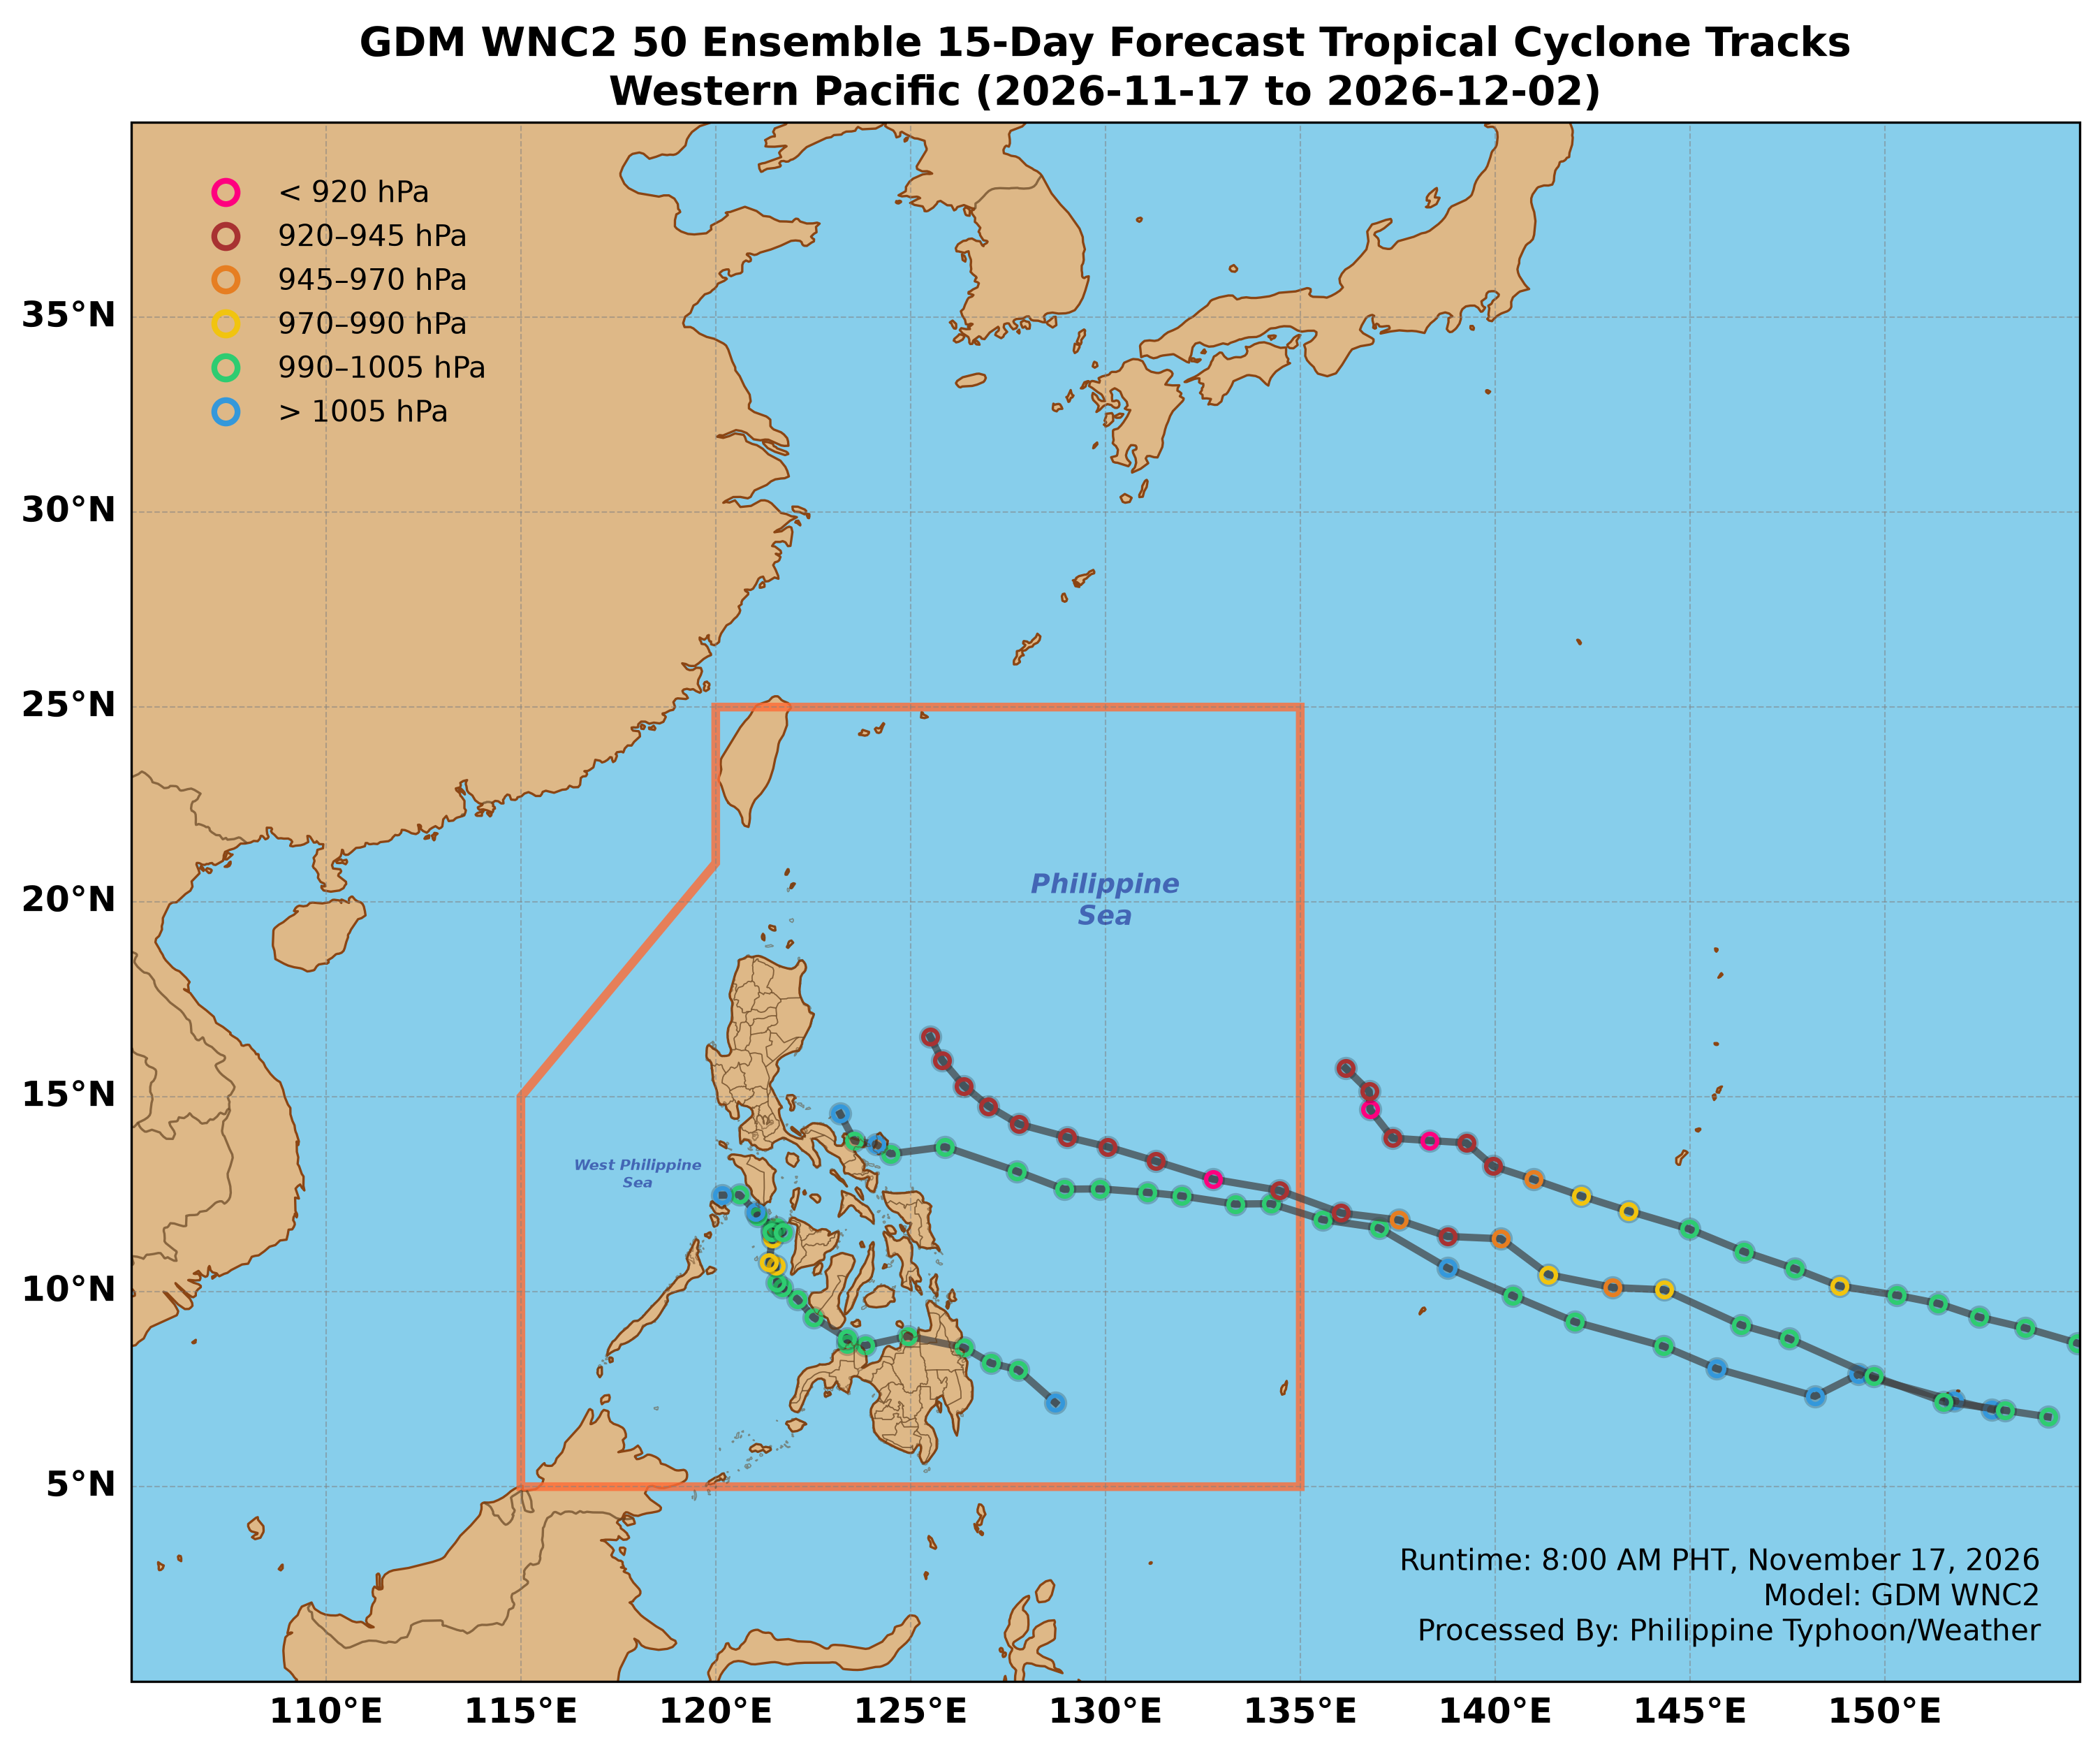 GDM WNC2 50 Ensemble 15-Day Forecast Tropical Cyclone Tracks
Western Pacific (2026-11-17 to 2026-12-02)
< 920 hPa
920–945 hPa
945–970 hPa
970–990 hPa
990–1005 hPa
> 1005 hPa
35°N
30°N
25°N
20°N
15°N
10°N
5°N
Philippine
Sea
West Philippine
Sea
Runtime: 8:00 AM PHT, November 17, 2026
Model: GDM WNC2
Processed By: Philippine Typhoon/Weather
110°E 115°E 120°E 125°E 130°E 135°E 140°E 145°E 150°E